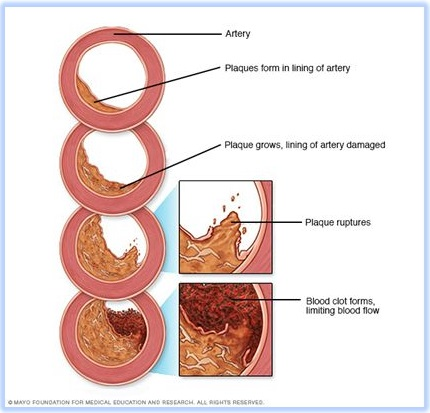 Artery
Plaques form in lining of artery
Plaque grows, lining of artery damaged
Plaque ruptures
Blood clot forms,
limiting blood flow
© MAYO FOUNDATION FOR MEDICAL EDUCATION AND RESEARCH. ALL RIGHTS RESERVED.